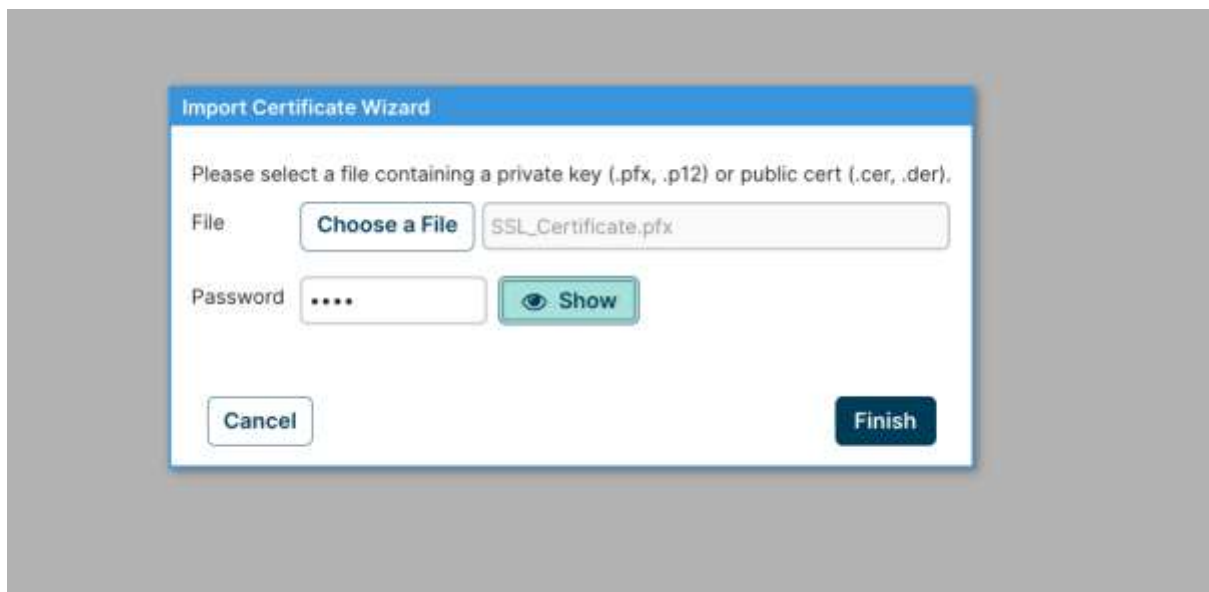 Import Certificate Wizard
Please select a file containing a private key (.pfx, .p12) or public cert (.cer, .der).
File Choose a File SSL_Certificate.pfx
Password •••• Show
Cancel Finish